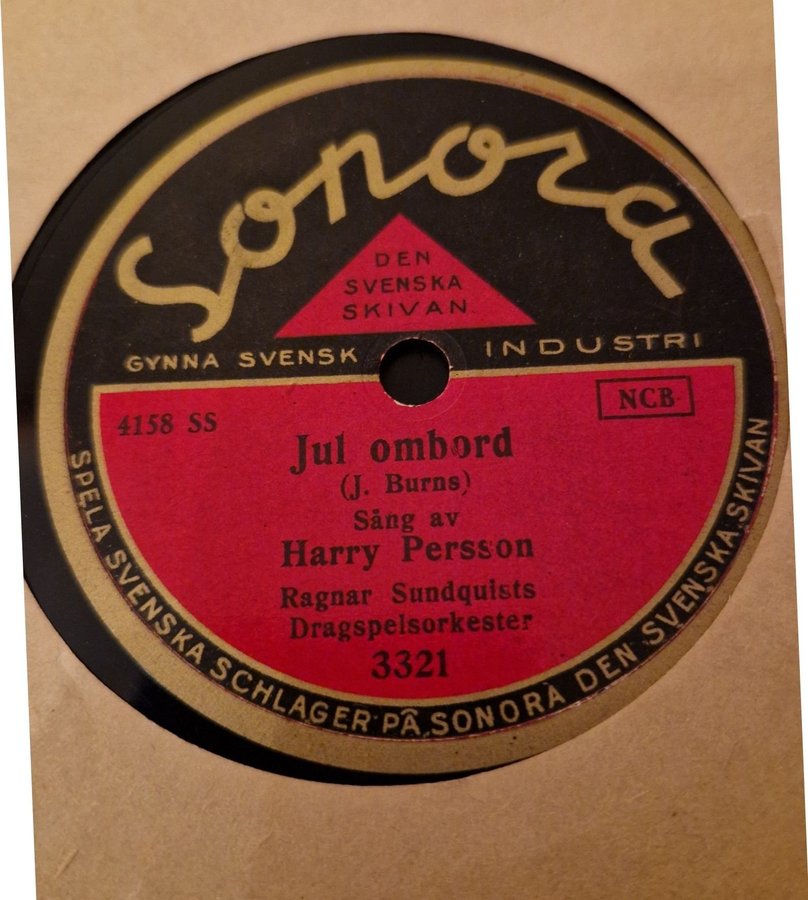 Sonora
DEN
SVENSKA
SKIVAN.
GYNNA SVENSK INDUSTRI
4158 SS
NCB
Jul ombord
(J. Burns)
Sång av
Harry Persson
Ragnar Sundquists
Dragspelsorkester
3321
SPELA SVENSKA SCHLAGER PÅ SONORA DEN SVENSKA SKIVAN